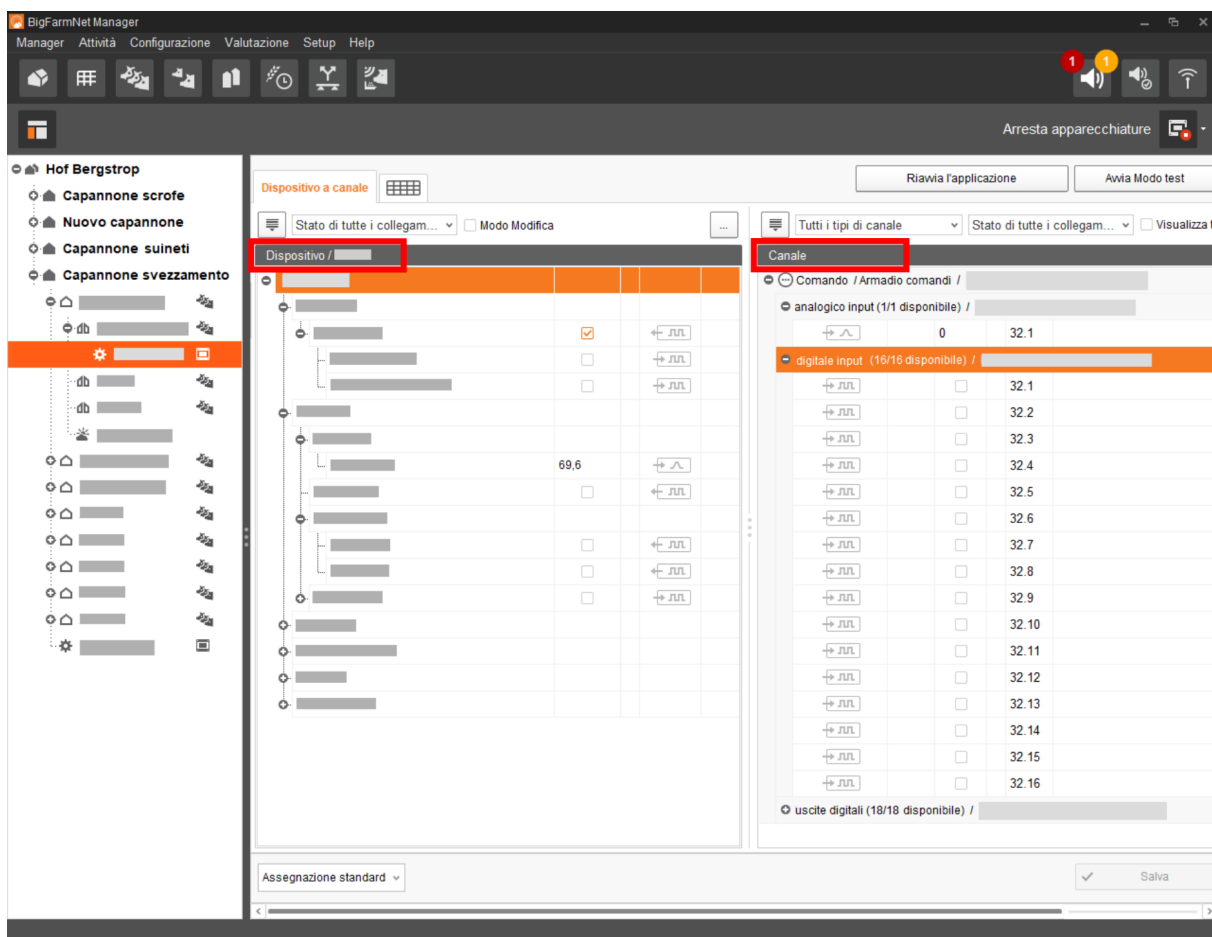 BigFarmNet Manager
Manager Attività Configurazione Valutazione Setup Help
1 1
Arresta apparecchiature
Hof Bergstrop
Capannone scrofe
Nuovo capannone
Capannone suineti
Capannone svezzamento
Dispositivo a canale
Riavvia l'applicazione
Avvia Modo test
Stato di tutte i collegam... Modo Modifica ...
Tutti i tipi di canale Stato di tutte i collegam... Visualizza t
Dispositivo /
Canale
Comando / Armadio comandi /
analogico input (1/1 disponibile) /
0 32.1
digitale input (16/16 disponibile) /
32.1
32.2
32.3
69,6
32.4
32.5
32.6
32.7
32.8
32.9
32.10
32.11
32.12
32.13
32.14
32.15
32.16
uscite digitali (18/18 disponibile) /
Assegnazione standard
Salva